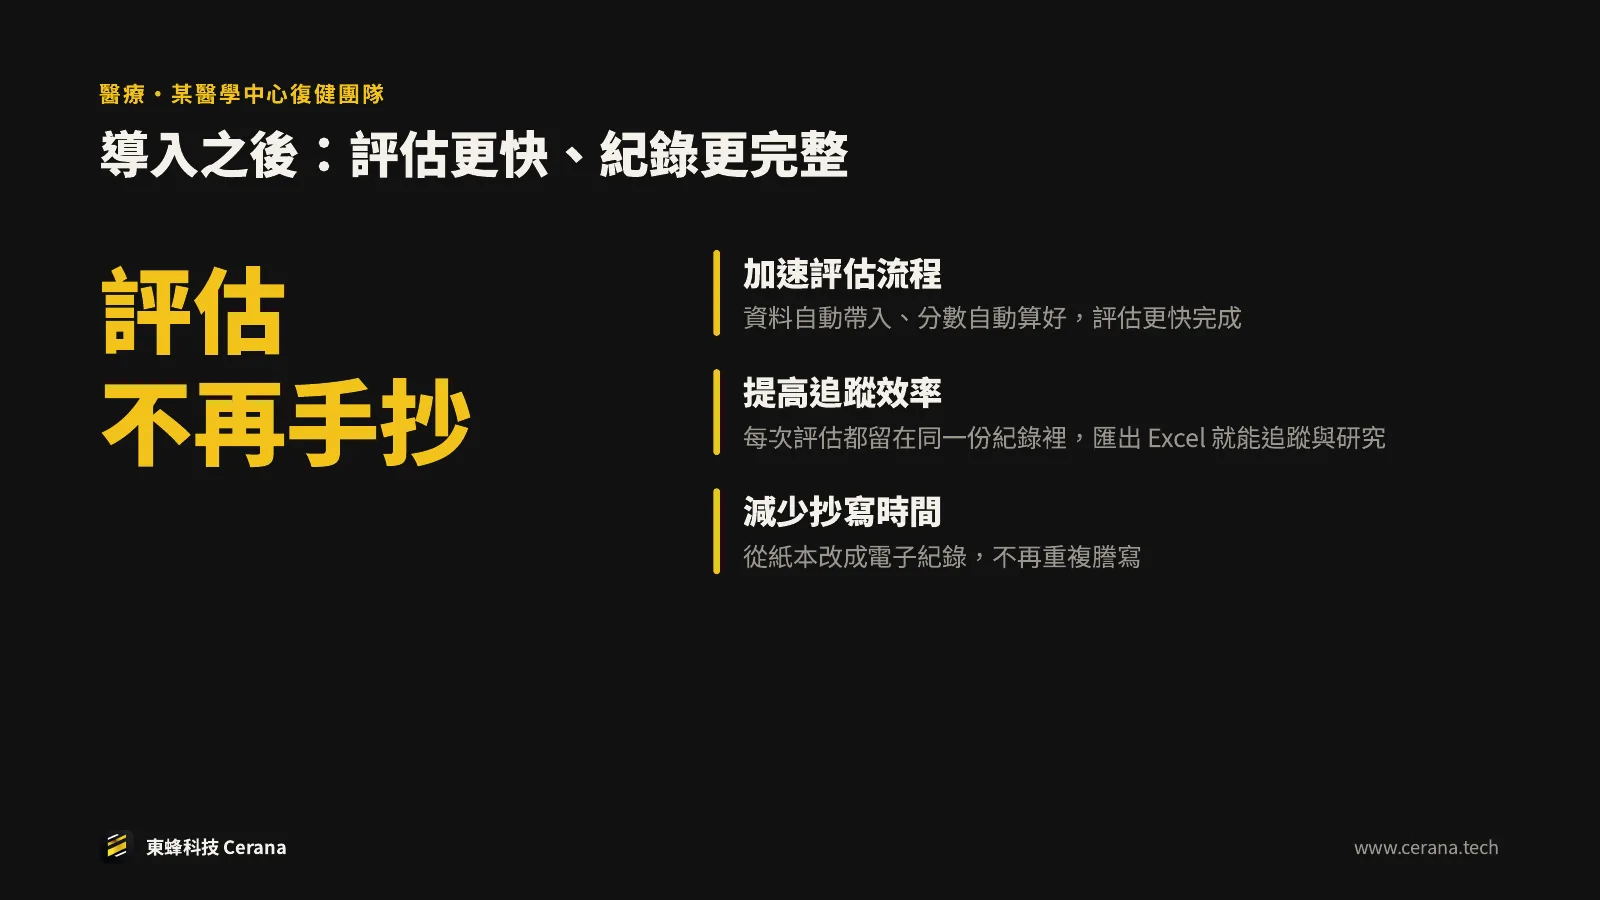 醫療・某醫學中心復健團隊
導入之後：評估更快、紀錄更完整
評估
不再手抄
加速評估流程
資料自動帶入、分數自動算好，評估更快完成
提高追蹤效率
每次評估都留在同一份紀錄裡，匯出 Excel 就能追蹤與研究
減少抄寫時間
從紙本改成電子紀錄，不再重複謄寫
東蜂科技 Cerana
www.cerana.tech